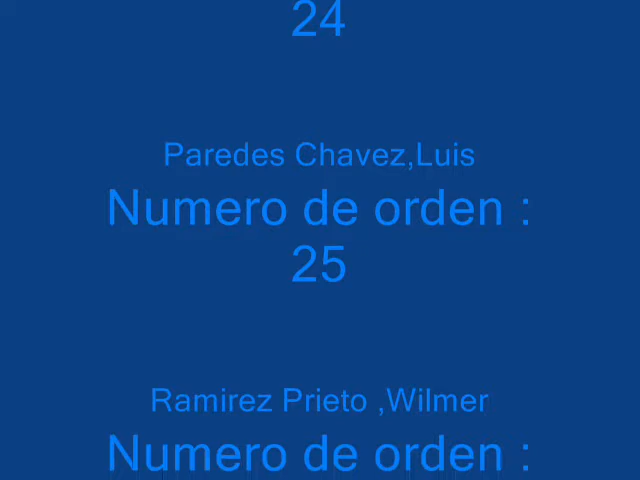 24
Paredes Chavez,Luis
Numero de orden :
25
Ramirez Prieto ,Wilmer
Numero de orden :